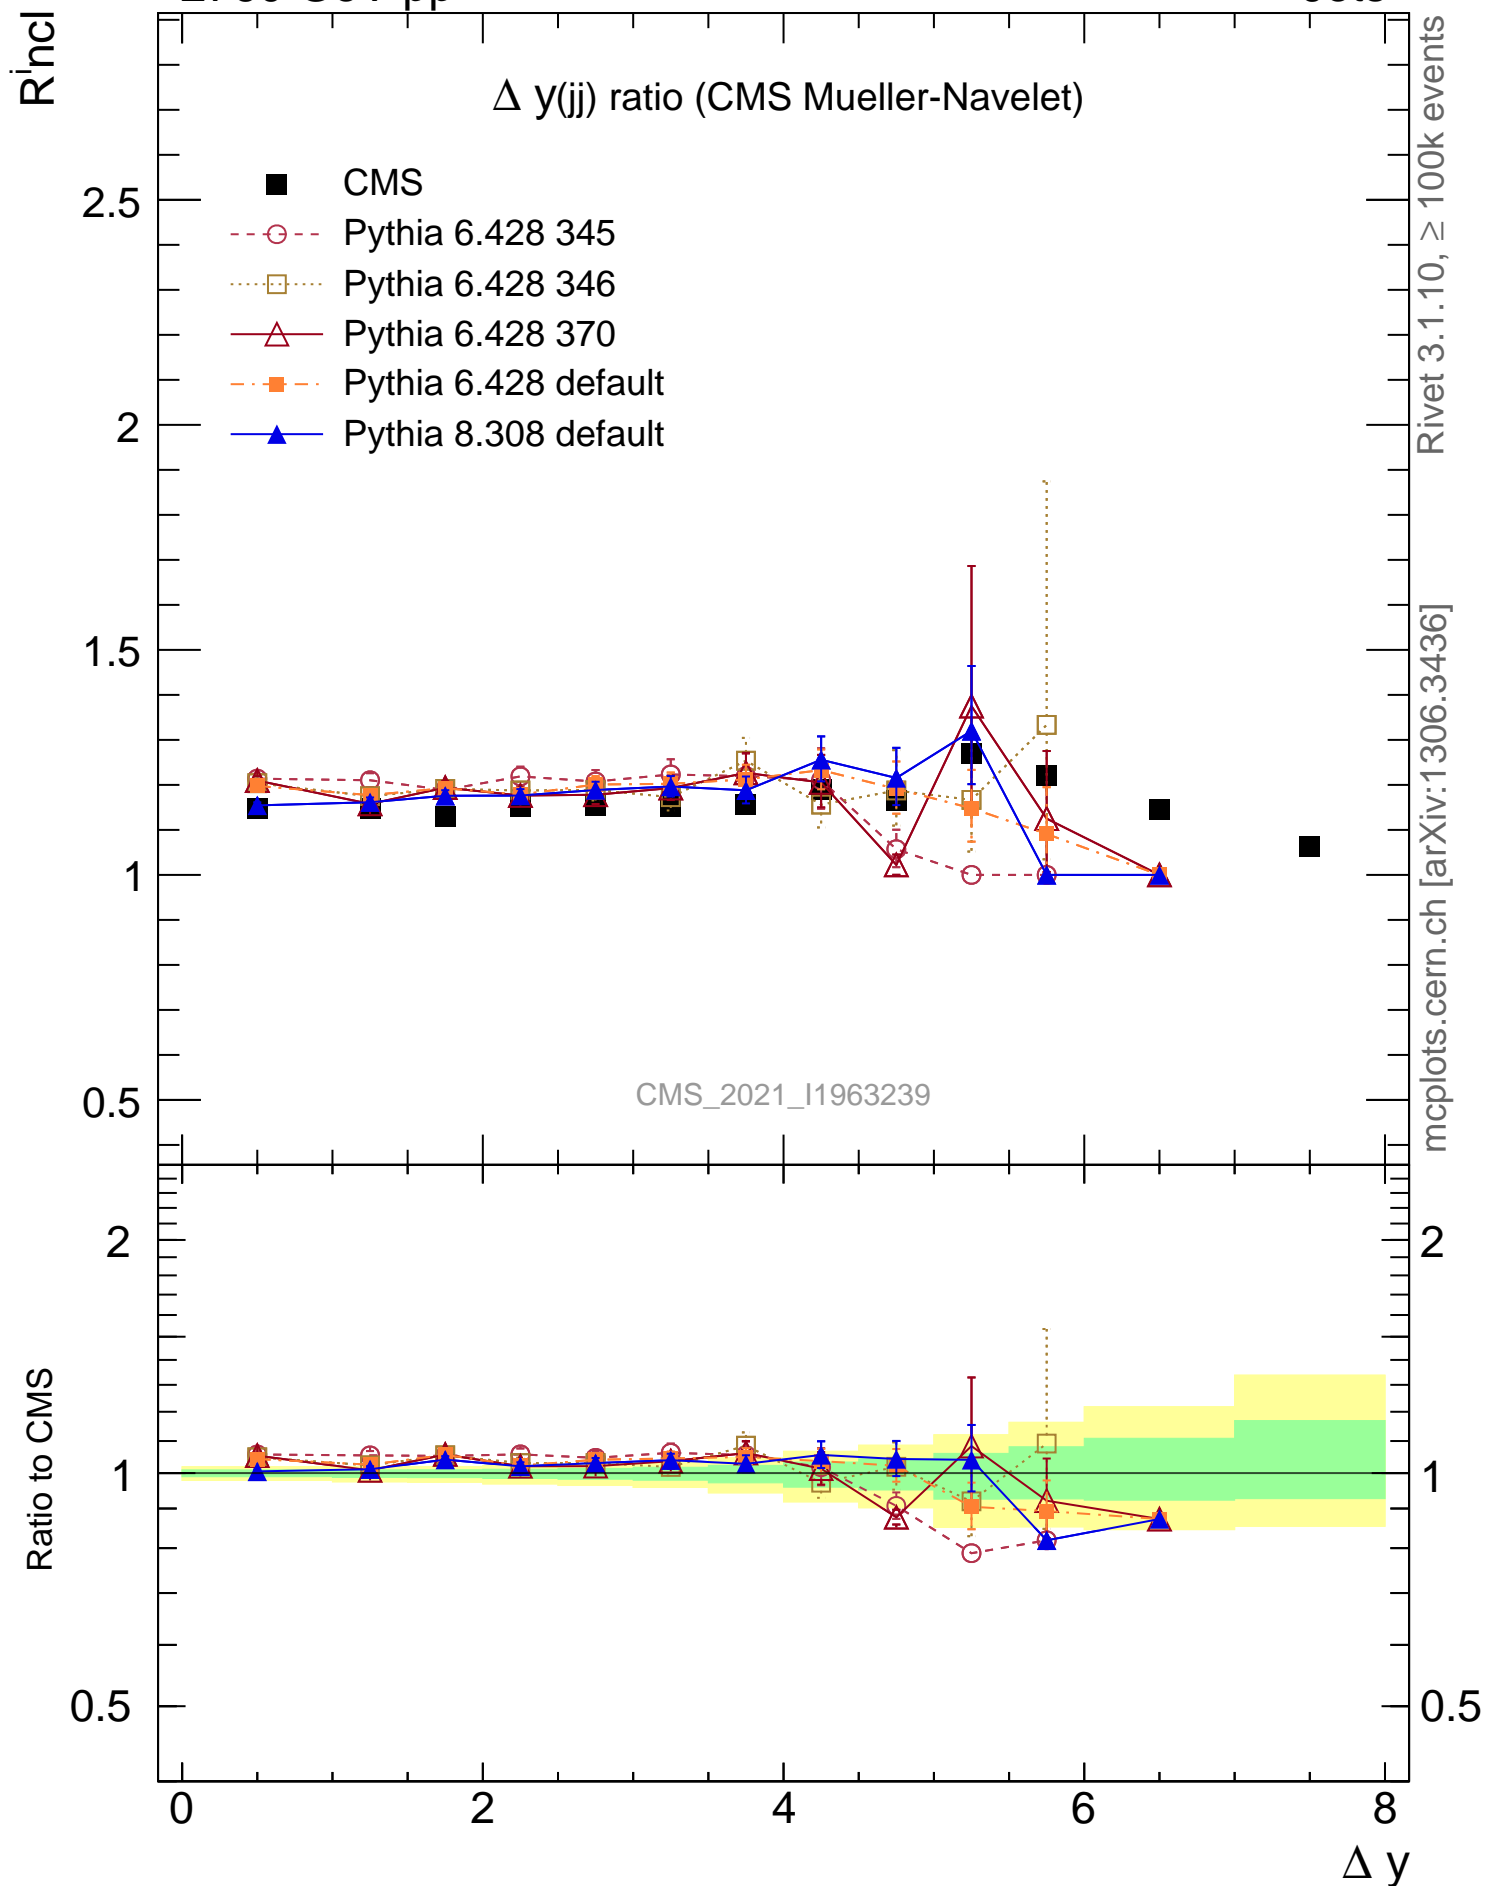 R^incl
Δ y(jj) ratio (CMS Mueller-Navelet)
CMS
Pythia 6.428 345
Pythia 6.428 346
Pythia 6.428 370
Pythia 6.428 default
Pythia 8.308 default
2.5
2
1.5
1
0.5
CMS_2021_I1963239
Rivet 3.1.10, ≥ 100k events
mcplots.cern.ch [arXiv:1306.3436]
Ratio to CMS
2
1
0.5
2
1
0.5
0 2 4 6 8
Δ y